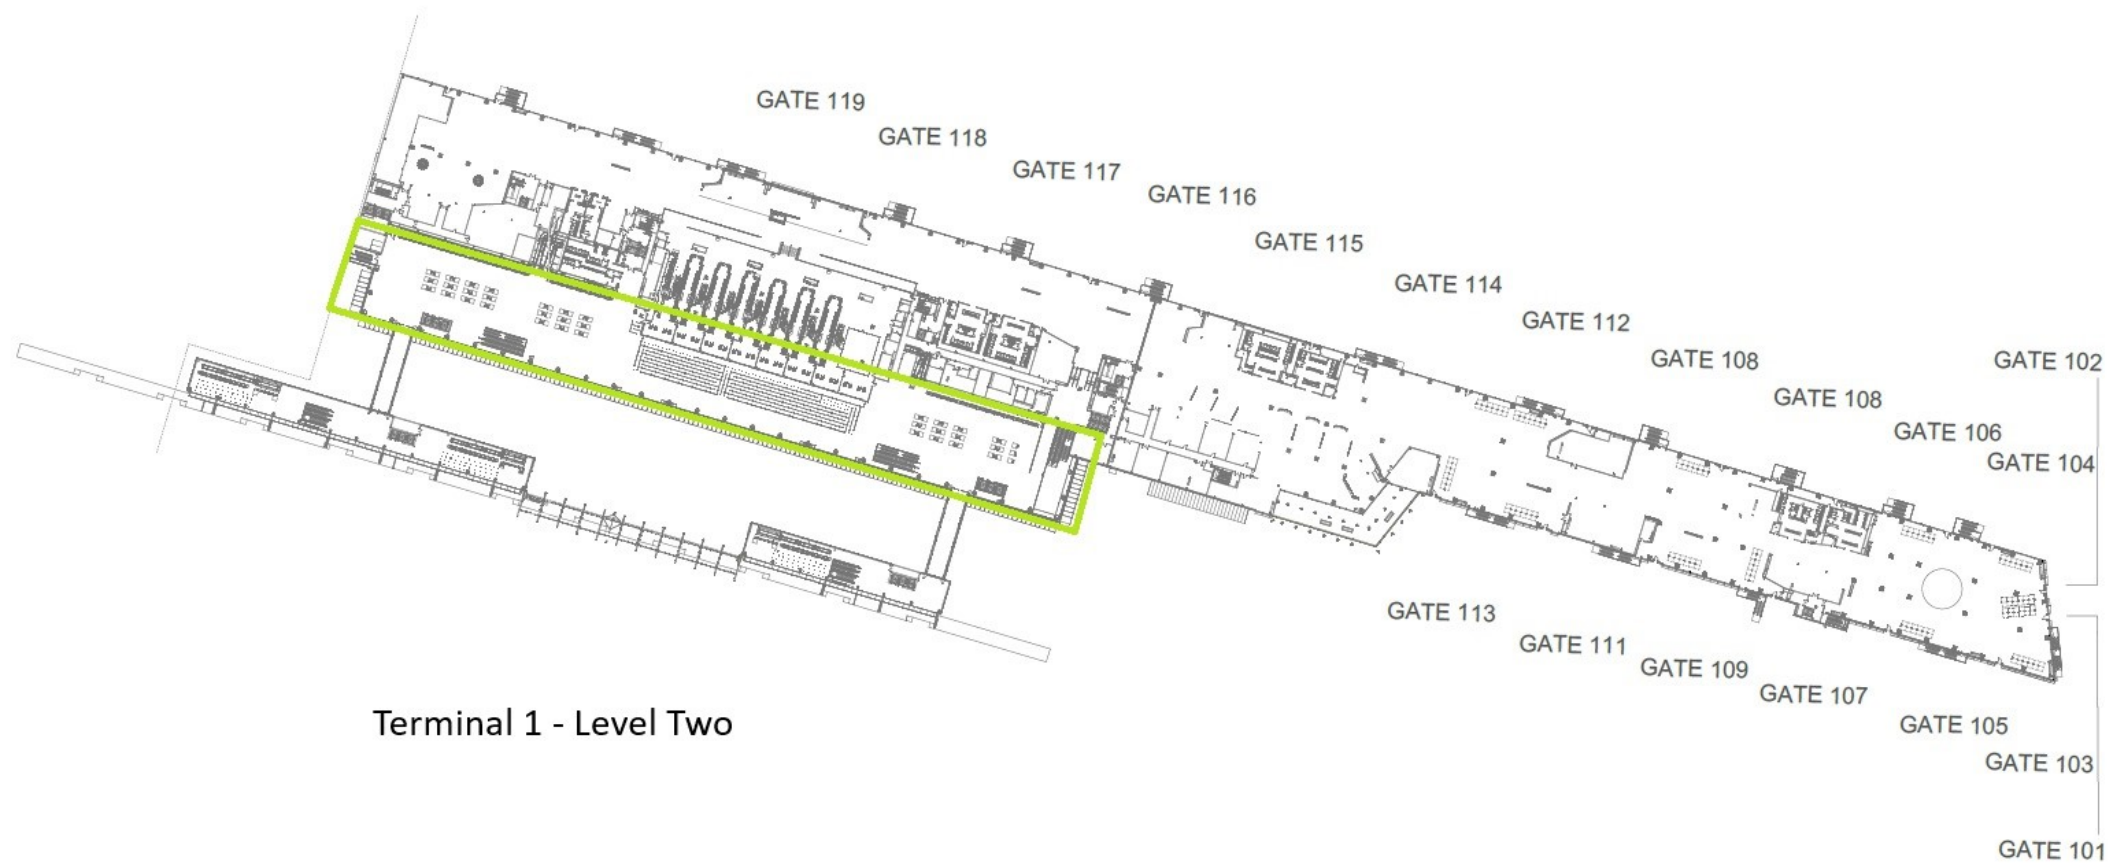 GATE 119
GATE 118
GATE 117
GATE 116
GATE 115
GATE 114
GATE 112
GATE 108
GATE 102
GATE 108
GATE 106
GATE 104
GATE 113
GATE 111
GATE 109
GATE 107
GATE 105
GATE 103
GATE 101
Terminal 1 - Level Two